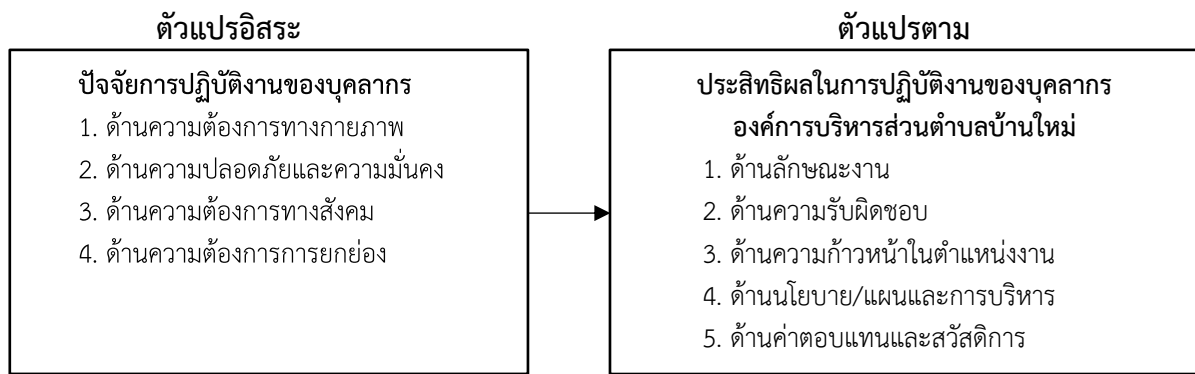 ตัวแปรอิสระ
ปัจจัยการปฏิบัติงานของบุคลากร
1. ด้านความต้องการทางกายภาพ
2. ด้านความปลอดภัยและความมั่นคง
3. ด้านความต้องการทางสังคม
4. ด้านความต้องการการยกย่อง
ตัวแปรตาม
ประสิทธิผลในการปฏิบัติงานของบุคลากร
องค์การบริหารส่วนตำบลบ้านใหม่
1. ด้านลักษณะงาน
2. ด้านความรับผิดชอบ
3. ด้านความก้าวหน้าในตำแหน่งงาน
4. ด้านนโยบาย/แผนและการบริหาร
5. ด้านค่าตอบแทนและสวัสดิการ